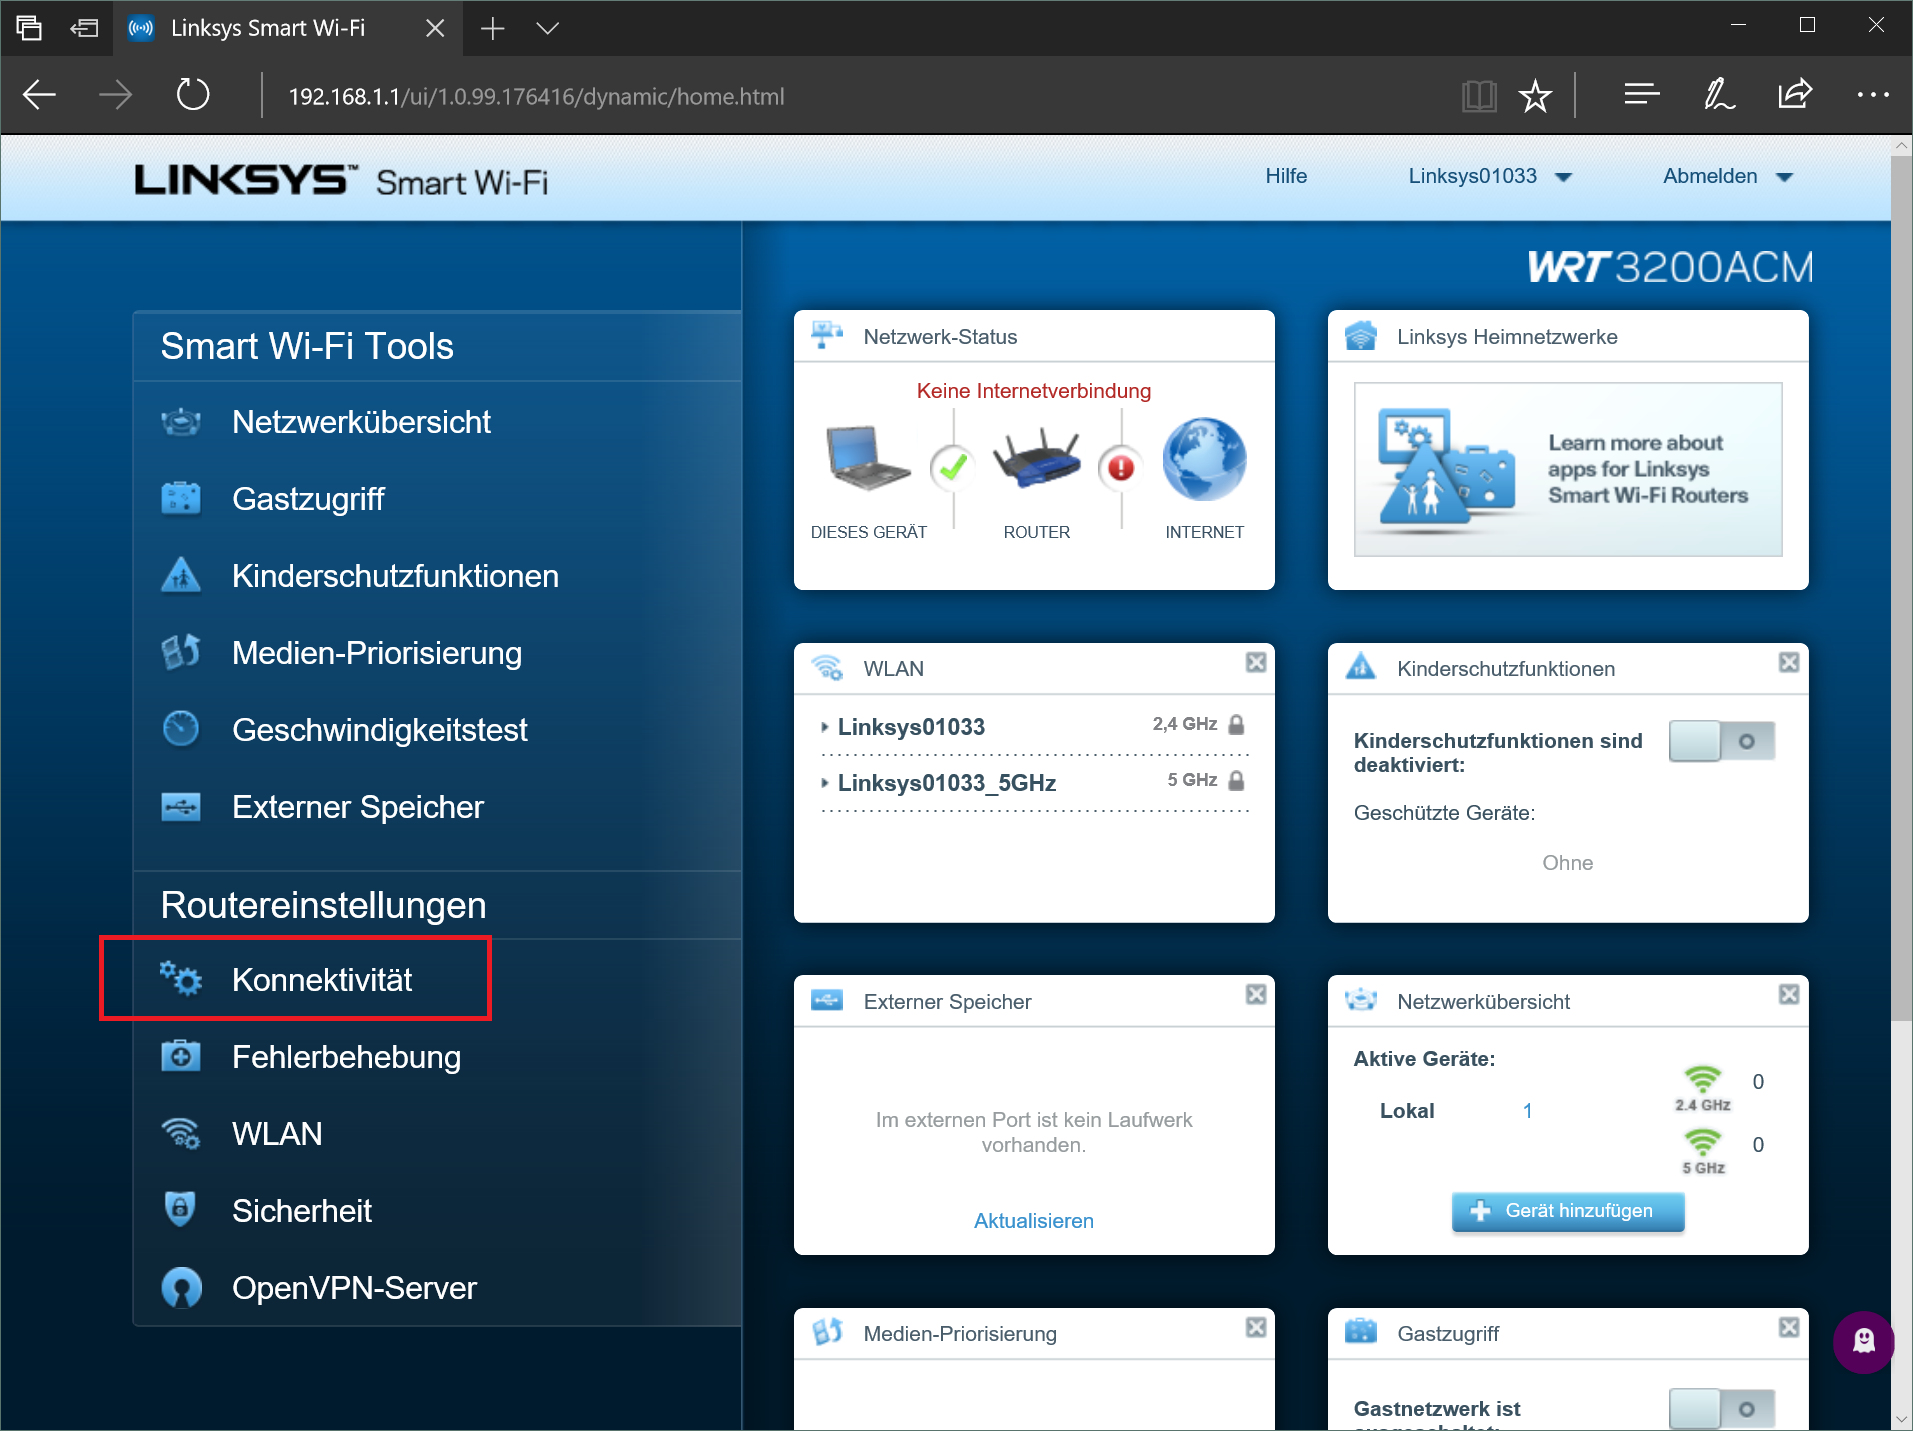 Linksys Smart Wi-Fi
192.168.1.1/ui/1.0.99.176416/dynamic/home.html
LINKSYS™ Smart Wi-Fi
Hilfe
Linksys01033
Abmelden
WRT3200ACM
Smart Wi-Fi Tools
Netzwerkübersicht
Gastzugriff
Kinderschutzfunktionen
Medien-Priorisierung
Geschwindigkeitstest
Externer Speicher
Routereinstellungen
Konnektivität
Fehlerbehebung
WLAN
Sicherheit
OpenVPN-Server
Netzwerk-Status
Keine Internetverbindung
DIESES GERÄT
ROUTER
INTERNET
Linksys Heimnetzwerke
Learn more about
apps for Linksys
Smart Wi-Fi Routers
WLAN
Linksys01033 2,4 GHz
Linksys01033_5GHz 5 GHz
Kinderschutzfunktionen
Kinderschutzfunktionen sind
deaktiviert:
Geschützte Geräte:
Ohne
Externer Speicher
Im externen Port ist kein Laufwerk
vorhanden.
Aktualisieren
Netzwerkübersicht
Aktive Geräte:
Lokal 1
0
2.4 GHz
0
5 GHz
Gerät hinzufügen
Medien-Priorisierung
Gastzugriff
Gastnetzwerk ist
ausgeschaltet: